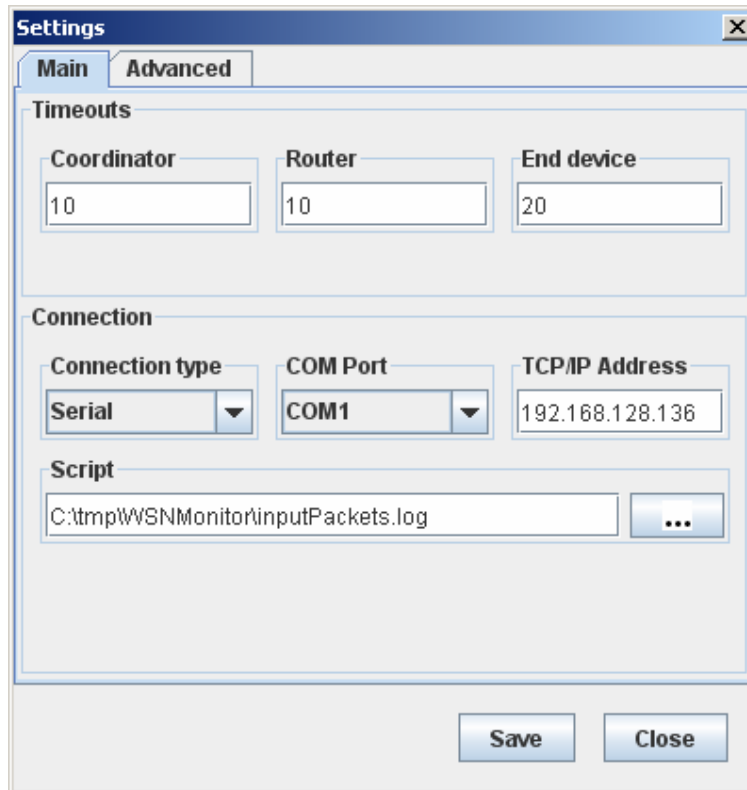 Settings
Main Advanced
Timeouts
Coordinator Router End device
10 10 20
Connection
Connection type COM Port TCP/IP Address
Serial COM1 192.168.128.136
Script
C:\tmp\WSNMonitor\inputPackets.log ...
Save Close